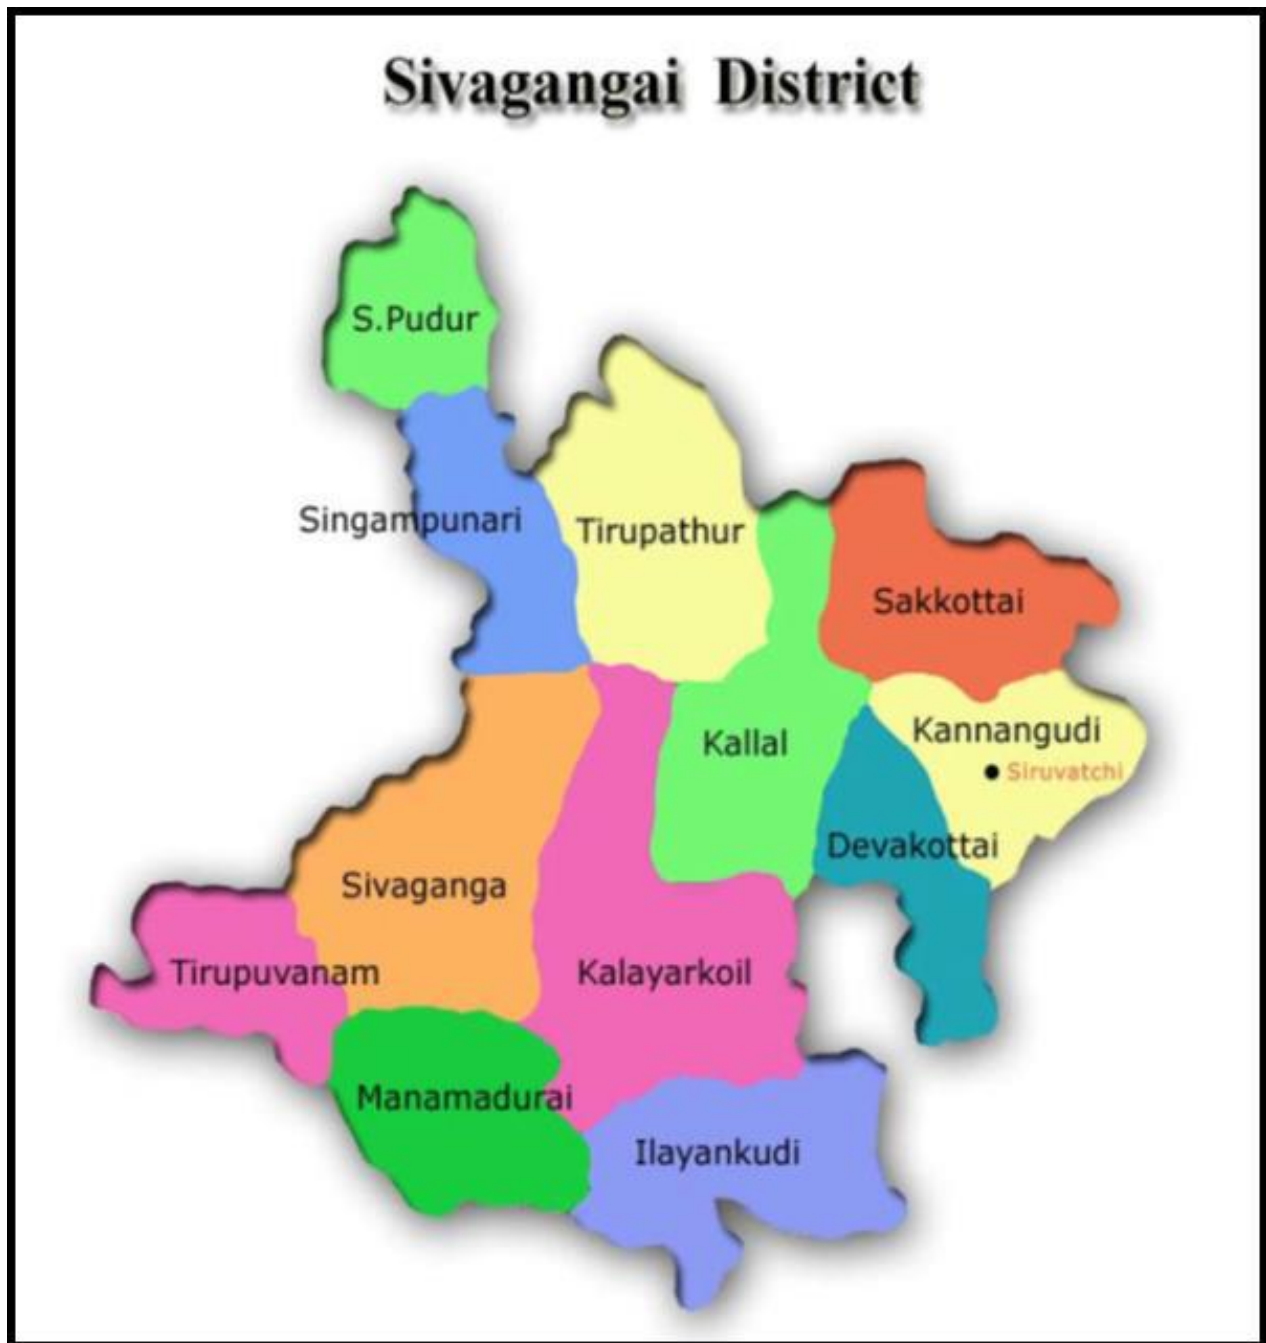 Sivagangai District
S.Pudur
Singampunari
Tirupathur
Sakkottai
Kallal
Kannangudi
Siruvatchi
Devakottai
Sivaganga
Tirupuvanam
Kalayarkoil
Manamadurai
Ilayankudi